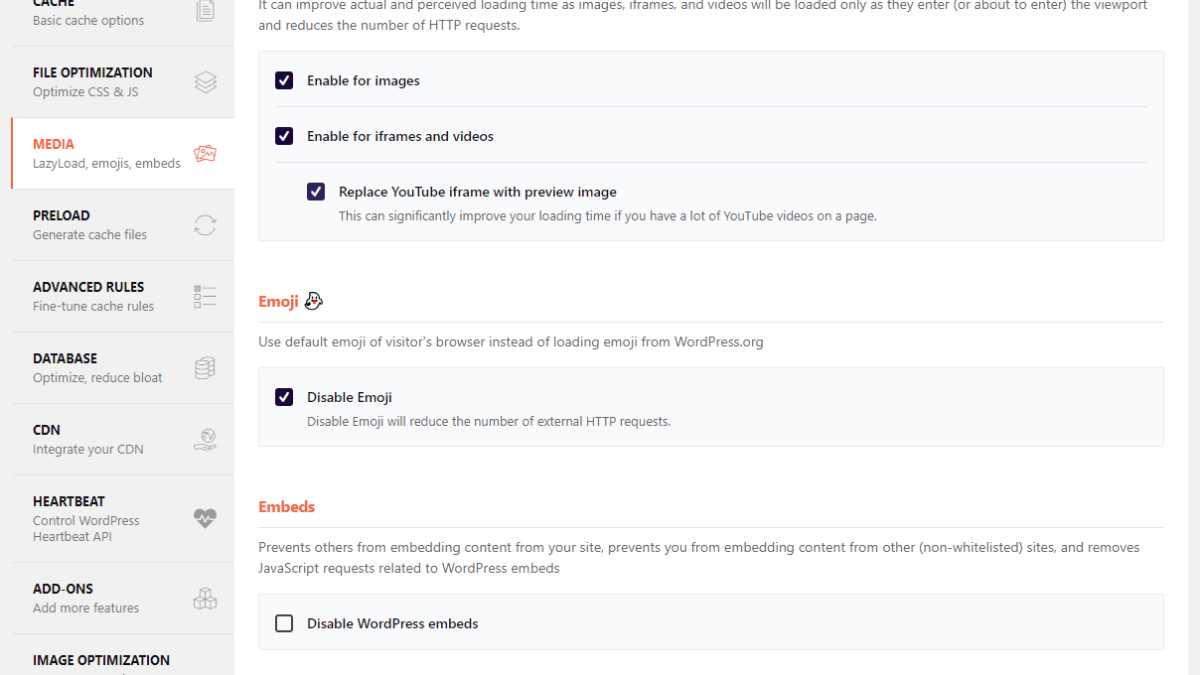 CACHE
Basic cache options
FILE OPTIMIZATION
Optimize CSS & JS
MEDIA
LazyLoad, emojis, embeds
PRELOAD
Generate cache files
ADVANCED RULES
Fine-tune cache rules
DATABASE
Optimize, reduce bloat
CDN
Integrate your CDN
HEARTBEAT
Control WordPress
Heartbeat API
ADD-ONS
Add more features
IMAGE OPTIMIZATION
It can improve actual and perceived loading time as images, iframes, and videos will be loaded only as they enter (or about to enter) the viewport
and reduces the number of HTTP requests.
Enable for images
Enable for iframes and videos
Replace YouTube iframe with preview image
This can significantly improve your loading time if you have a lot of YouTube videos on a page.
Emoji
Use default emoji of visitor's browser instead of loading emoji from WordPress.org
Disable Emoji
Disable Emoji will reduce the number of external HTTP requests.
Embeds
Prevents others from embedding content from your site, prevents you from embedding content from other (non-whitelisted) sites, and removes
JavaScript requests related to WordPress embeds
Disable WordPress embeds